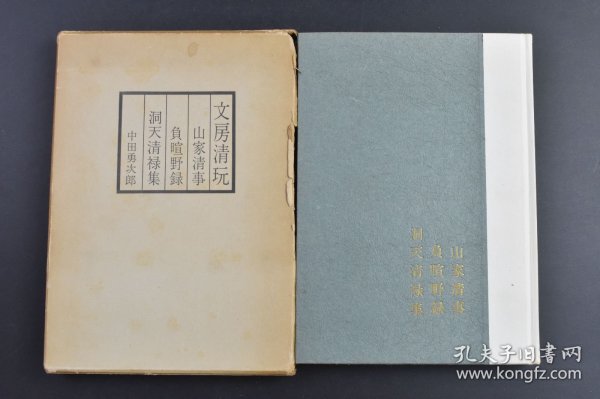 文房清玩
山家清事
負暄野録
洞天清禄集
中田勇次郎
山家清事
負暄野録
洞天清禄集
孔夫子旧书网
www.kongfz.com